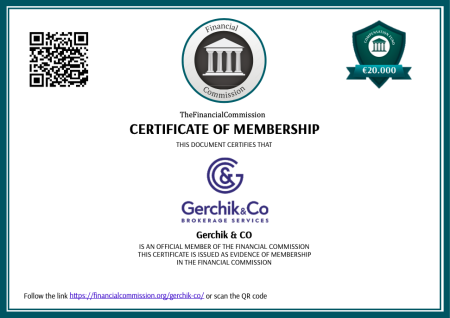 Financial
Commission
COMPENSATION FUND
€20.000
TheFinancialCommission
CERTIFICATE OF MEMBERSHIP
THIS DOCUMENT CERTIFIES THAT
Gerchik&Co
BROKERAGE SERVICES
Gerchik & CO
IS AN OFFICIAL MEMBER OF THE FINANCIAL COMMISSION
THIS CERTIFICATE IS ISSUED AS EVIDENCE OF MEMBERSHIP
IN THE FINANCIAL COMMISSION
Follow the link https://financialcommission.org/gerchik-co/ or scan the QR code